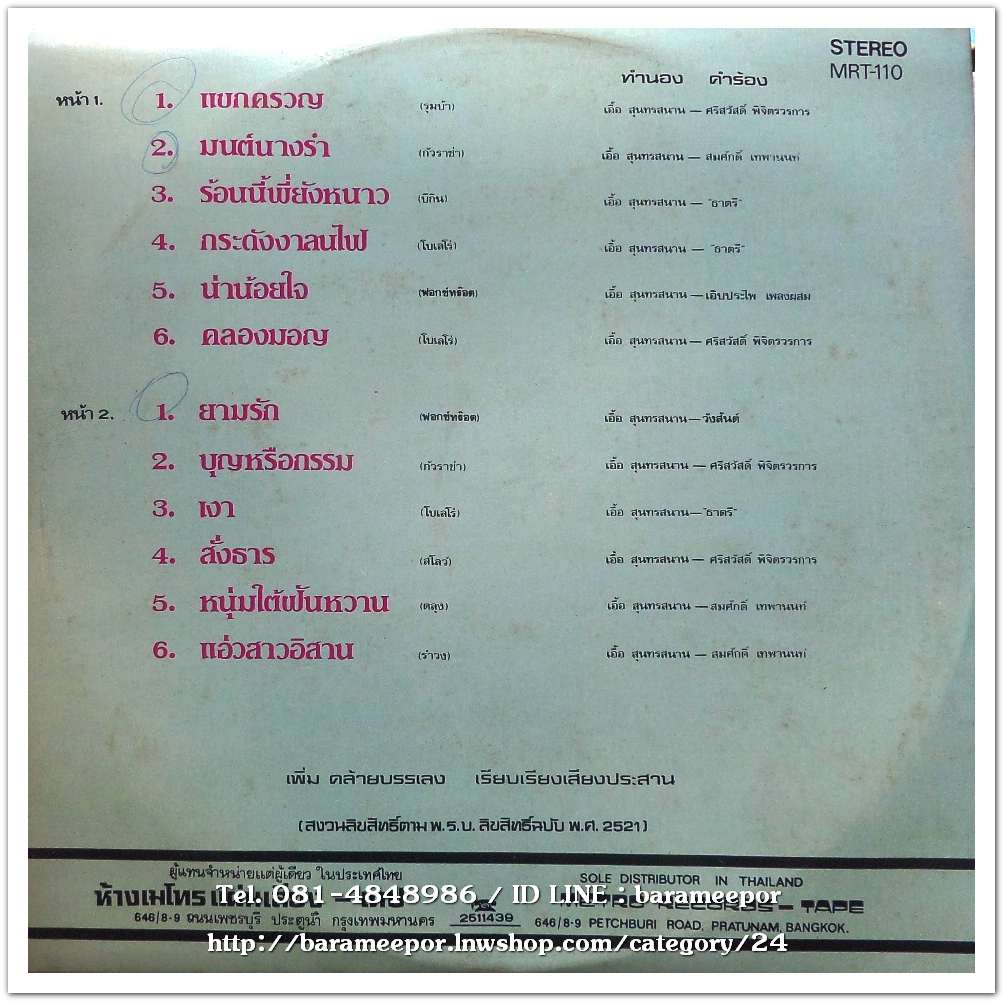 STEREO
MRT-110
ทำนอง คำร้อง
หน้า 1. 1. แขกครวญ (รุมบ้า) เอื้อ สุนทรสนาน — ศรีสวัสดิ์ พิจิตรวรการ
2. มนต์นางรำ (กัวราช่า) เอื้อ สุนทรสนาน — สมศักดิ์ เทพานนท์
3. ร้อนนี้พี่ยังหนาว (บีกิน) เอื้อ สุนทรสนาน — "ธาตรี"
4. กระดังงาลนไฟ (โบเลโร่) เอื้อ สุนทรสนาน — "ธาตรี"
5. น่าน้อยใจ (ฟอกซ์ทร็อต) เอื้อ สุนทรสนาน — เอิบประไพ เพลงผสม
6. คลองมอญ (โบเลโร่) เอื้อ สุนทรสนาน — ศรีสวัสดิ์ พิจิตรวรการ
หน้า 2. 1. ยามรัก (ฟอกซ์ทร็อต) เอื้อ สุนทรสนาน — วังสันต์
2. บุญหรือกรรม (กัวราช่า) เอื้อ สุนทรสนาน — ศรีสวัสดิ์ พิจิตรวรการ
3. เงา (โบเลโร่) เอื้อ สุนทรสนาน — "ธาตรี"
4. สั่งธาร (สโลว์) เอื้อ สุนทรสนาน — ศรีสวัสดิ์ พิจิตรวรการ
5. หนุ่มใต้ฝันหวาน (ตลุง) เอื้อ สุนทรสนาน — สมศักดิ์ เทพานนท์
6. แอ่วสาวอิสาน (รำวง) เอื้อ สุนทรสนาน — สมศักดิ์ เทพานนท์
เพิ่ม คล้ายบรรเลง เรียบเรียงเสียงประสาน
(สงวนลิขสิทธิ์ตาม พ.ร.บ. ลิขสิทธิ์ฉบับ พ.ศ. 2521)
ผู้แทนจำหน่ายแต่ผู้เดียว ในประเทศไทย SOLE DISTRIBUTOR IN THAILAND
ห้างเมโทรแผ่นเสียง METRO RECORDS – TAPE
Tel. 081-4848986 / ID LINE : barameepor
646/8-9 ถนนเพชรบุรี ประตูน้ำ กรุงเทพมหานคร 2511439 646/8-9 PETCHBURI ROAD, PRATUNAM, BANGKOK.
http://barameepor.lnwshop.com/category/24